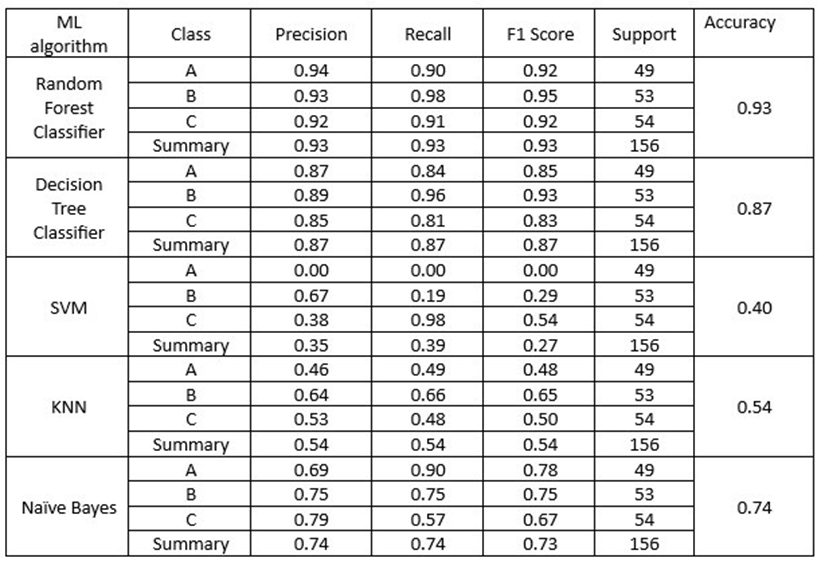 ML algorithm Class Precision Recall F1 Score Support Accuracy
Random Forest Classifier A 0.94 0.90 0.92 49 0.93
B 0.93 0.98 0.95 53
C 0.92 0.91 0.92 54
Summary 0.93 0.93 0.93 156
Decision Tree Classifier A 0.87 0.84 0.85 49 0.87
B 0.89 0.96 0.93 53
C 0.85 0.81 0.83 54
Summary 0.87 0.87 0.87 156
SVM A 0.00 0.00 0.00 49 0.40
B 0.67 0.19 0.29 53
C 0.38 0.98 0.54 54
Summary 0.35 0.39 0.27 156
KNN A 0.46 0.49 0.48 49 0.54
B 0.64 0.66 0.65 53
C 0.53 0.48 0.50 54
Summary 0.54 0.54 0.54 156
Naïve Bayes A 0.69 0.90 0.78 49 0.74
B 0.75 0.75 0.75 53
C 0.79 0.57 0.67 54
Summary 0.74 0.74 0.73 156